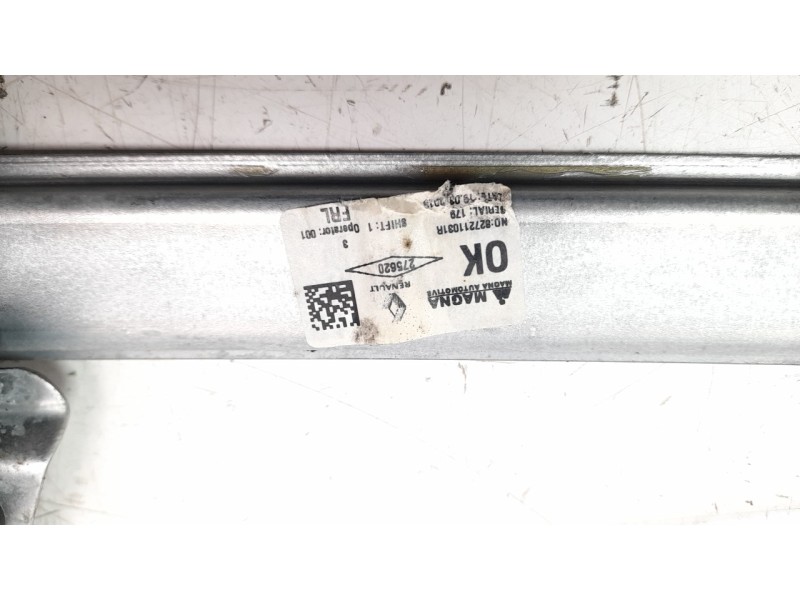 MAGNA
MAGNA AUTOMOTIVE
RENAULT
OK
275620
NO:827211031R
SERIAL: 179
SHIFT: 1 Operator: 001
3
FRL